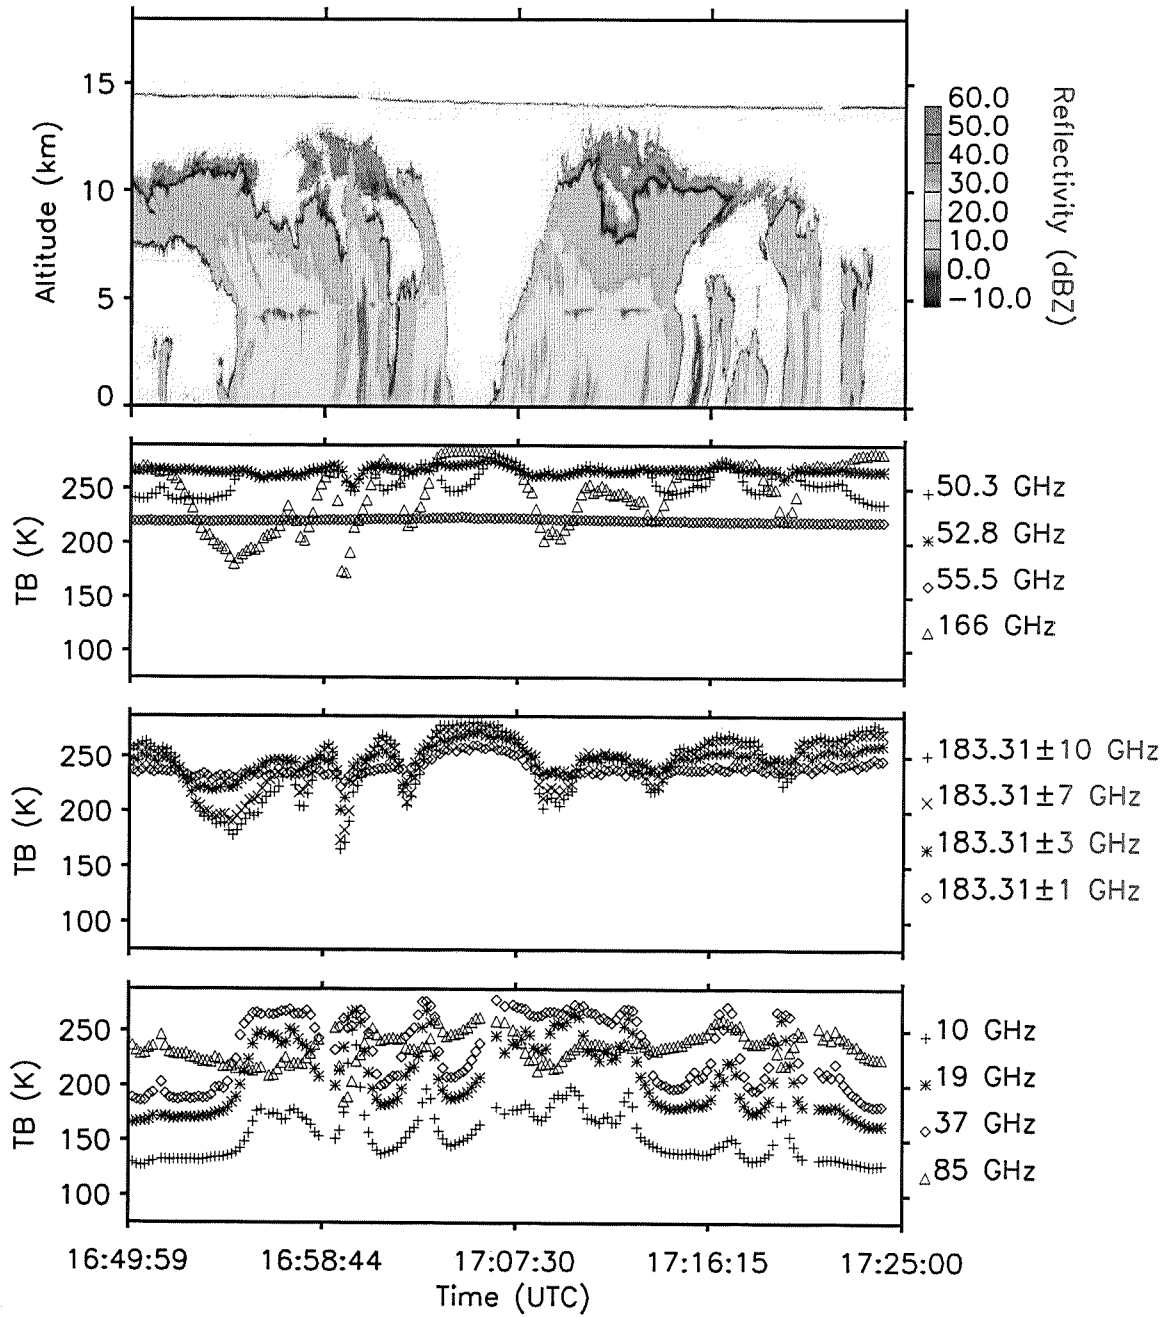 15
10
5
0
Altitude (km)
60.0
50.0
40.0
30.0
20.0
10.0
0.0
−10.0
Reflectivity (dBZ)
250
200
150
100
TB (K)
+50.3 GHz
∗52.8 GHz
◇55.5 GHz
△166 GHz
250
200
150
100
TB (K)
+183.31±10 GHz
×183.31±7 GHz
∗183.31±3 GHz
◇183.31±1 GHz
250
200
150
100
TB (K)
+10 GHz
∗19 GHz
◇37 GHz
△85 GHz
16:49:59 16:58:44 17:07:30 17:16:15 17:25:00
Time (UTC)